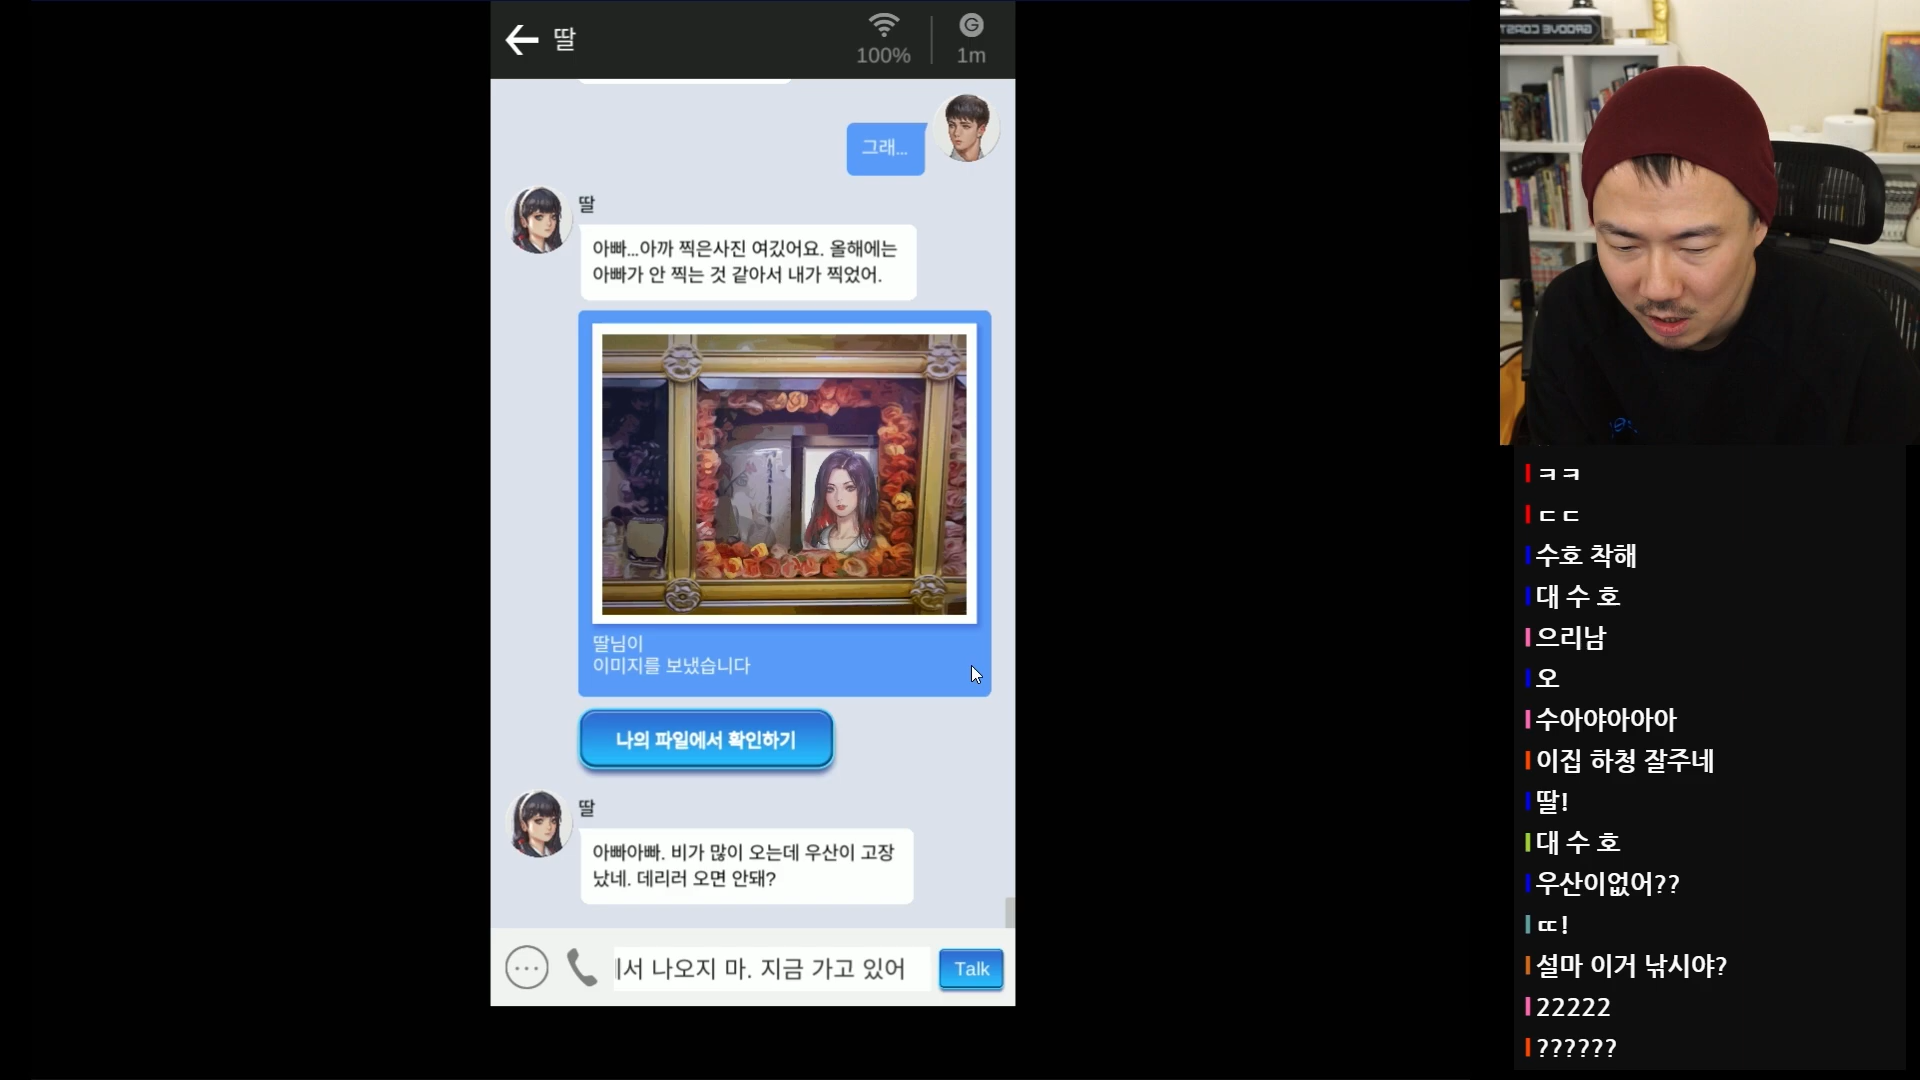 딸
100%
1m
그래...
딸
아빠...아까 찍은사진 여깄어요. 올해에는
아빠가 안 찍는 것 같아서 내가 찍었어.
딸님이
이미지를 보냈습니다
나의 파일에서 확인하기
딸
아빠아빠. 비가 많이 오는데 우산이 고장
났네. 데리러 오면 안돼?
서 나오지 마. 지금 가고 있어
Talk
ㅋㅋ
ㄷㄷ
수호 착해
대 수 호
으리남
오
수아야아아아
이집 하청 잘주네
딸!
대 수 호
우산이없어??
ㄸ!
설마 이거 낚시야?
22222
??????